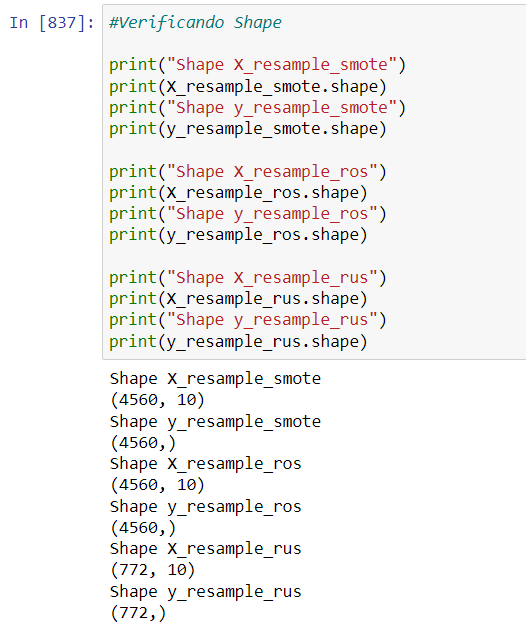 In [837]: #Verificando Shape
print("Shape X_resample_smote")
print(X_resample_smote.shape)
print("Shape y_resample_smote")
print(y_resample_smote.shape)
print("Shape X_resample_ros")
print(X_resample_ros.shape)
print("Shape y_resample_ros")
print(y_resample_ros.shape)
print("Shape X_resample_rus")
print(X_resample_rus.shape)
print("Shape y_resample_rus")
print(y_resample_rus.shape)
Shape X_resample_smote
(4560, 10)
Shape y_resample_smote
(4560,)
Shape X_resample_ros
(4560, 10)
Shape y_resample_ros
(4560,)
Shape X_resample_rus
(772, 10)
Shape y_resample_rus
(772,)